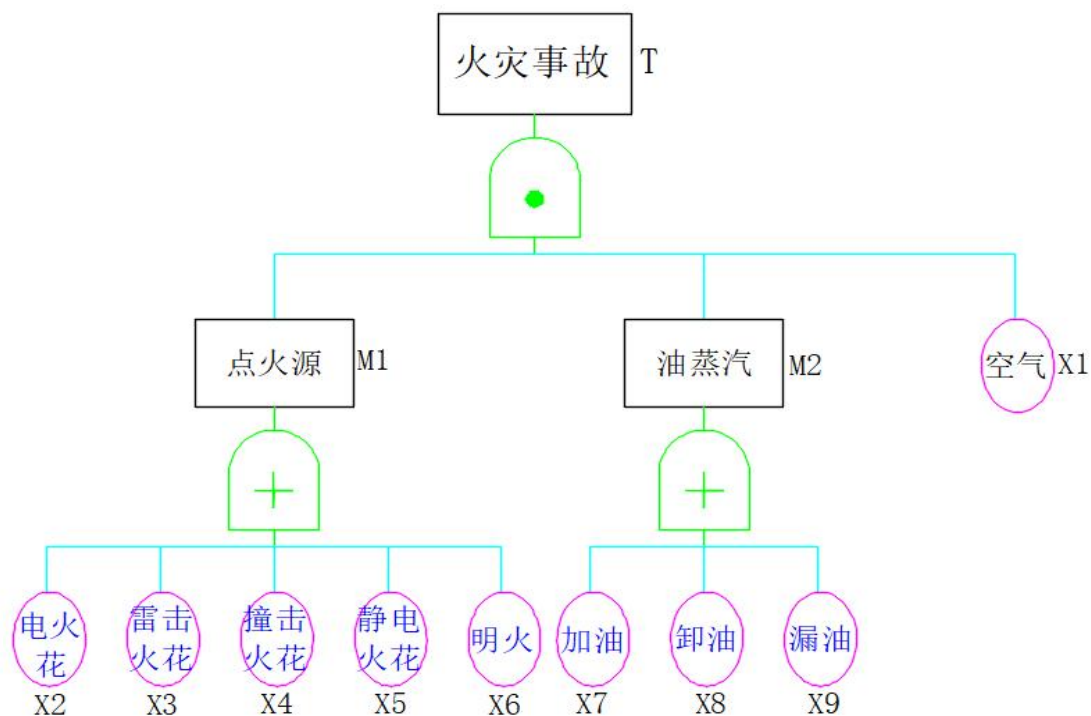 火灾事故 T
点火源 M1
油蒸汽 M2
空气 X1
电火
花
X2
雷击
火花
X3
撞击
火花
X4
静电
火花
X5
明火
X6
加油
X7
卸油
X8
漏油
X9